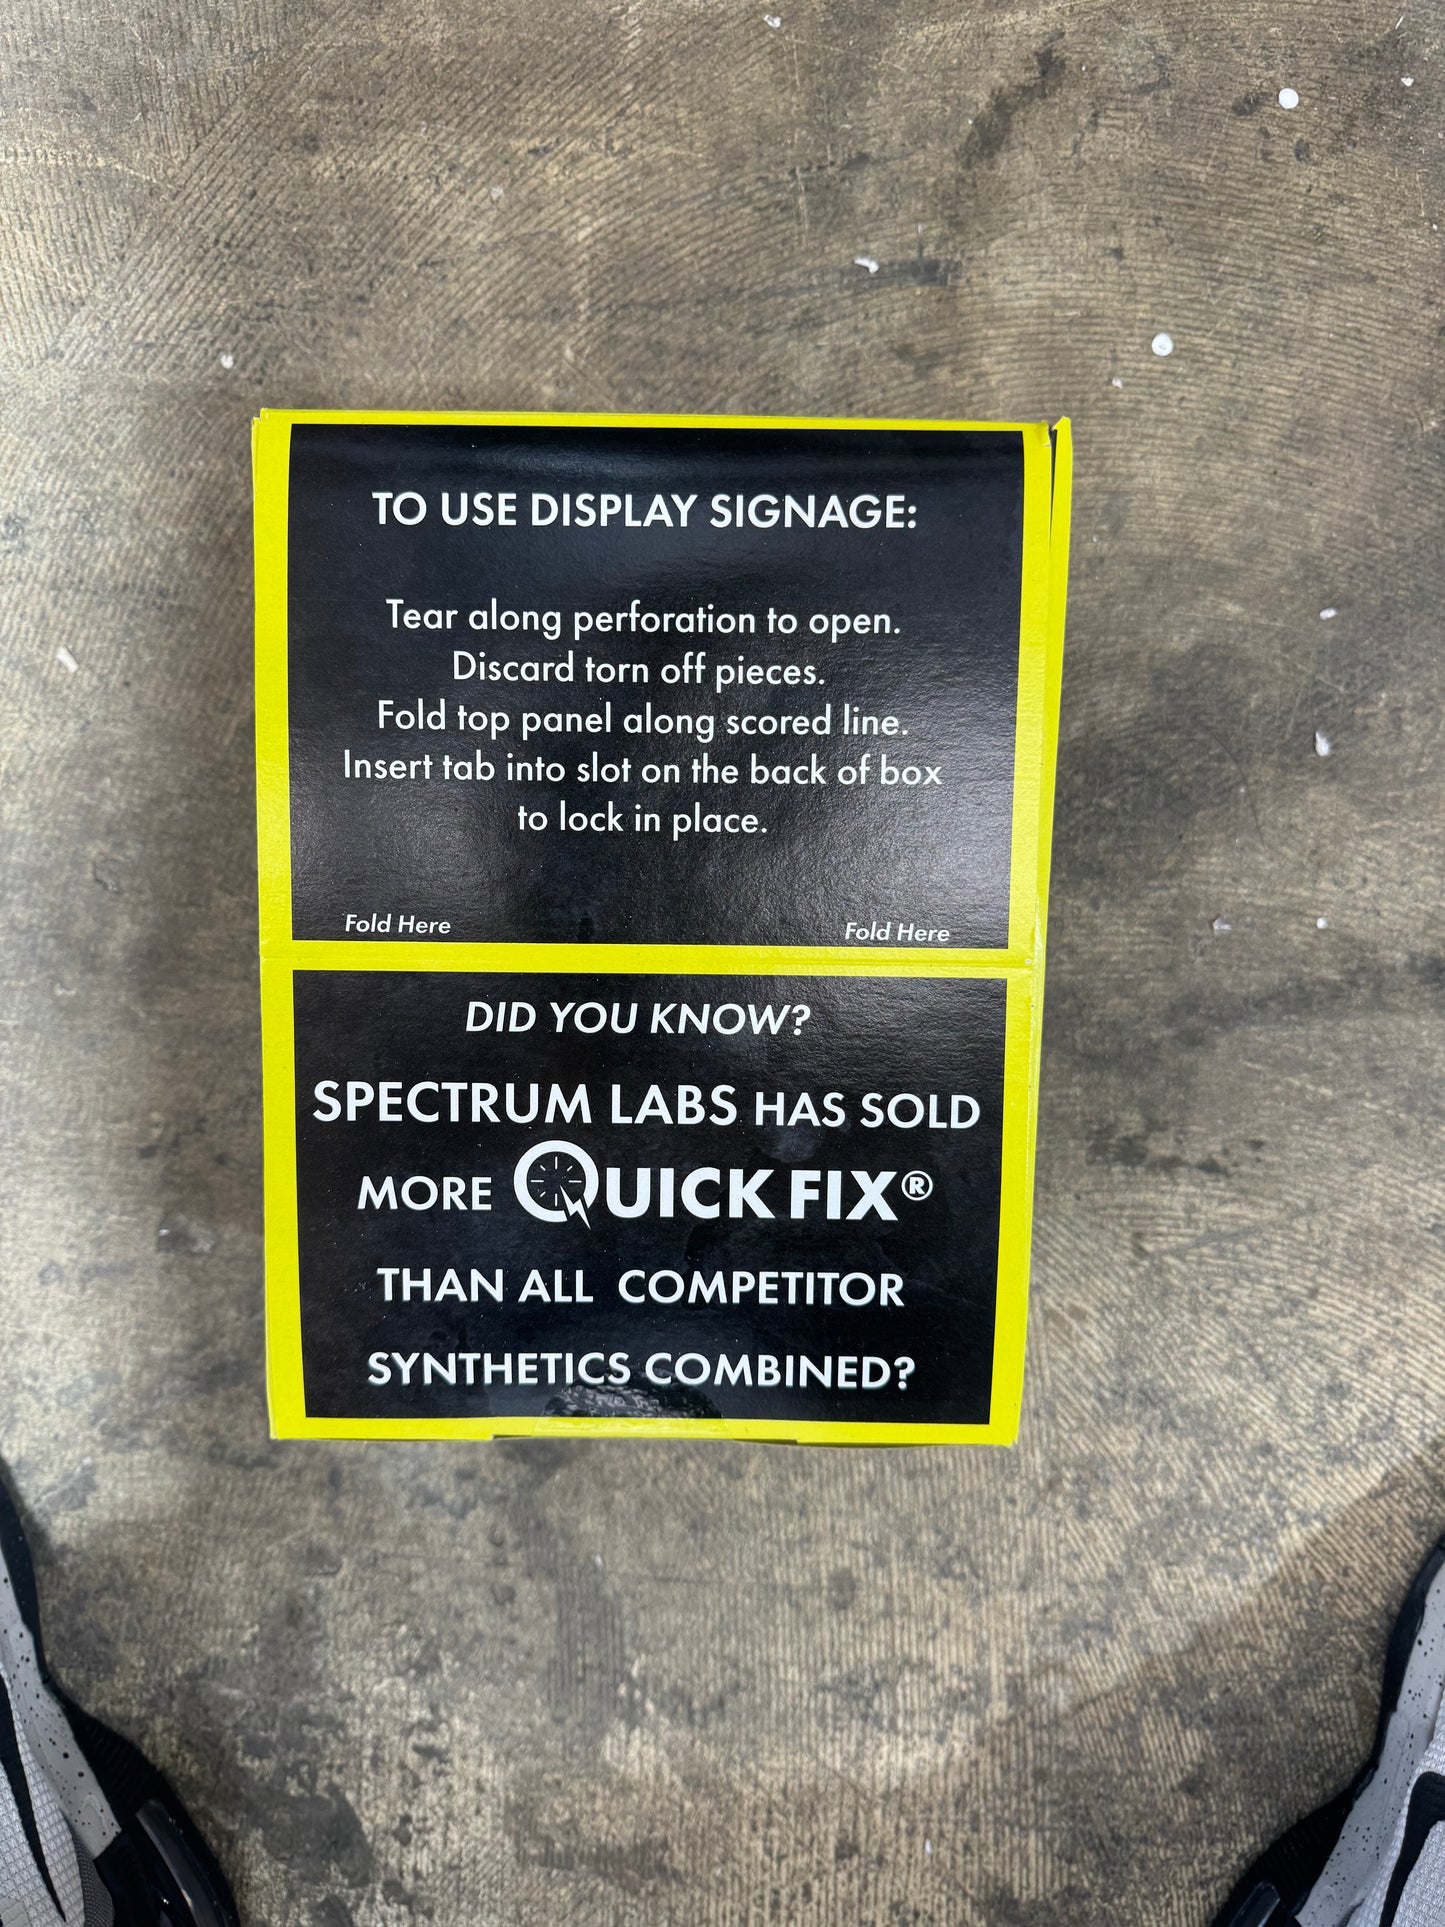 TO USE DISPLAY SIGNAGE:
Tear along perforation to open.
Discard torn off pieces.
Fold top panel along scored line.
Insert tab into slot on the back of box
to lock in place.
Fold Here Fold Here
DID YOU KNOW?
SPECTRUM LABS HAS SOLD
MORE QUICK FIX®
THAN ALL COMPETITOR
SYNTHETICS COMBINED?